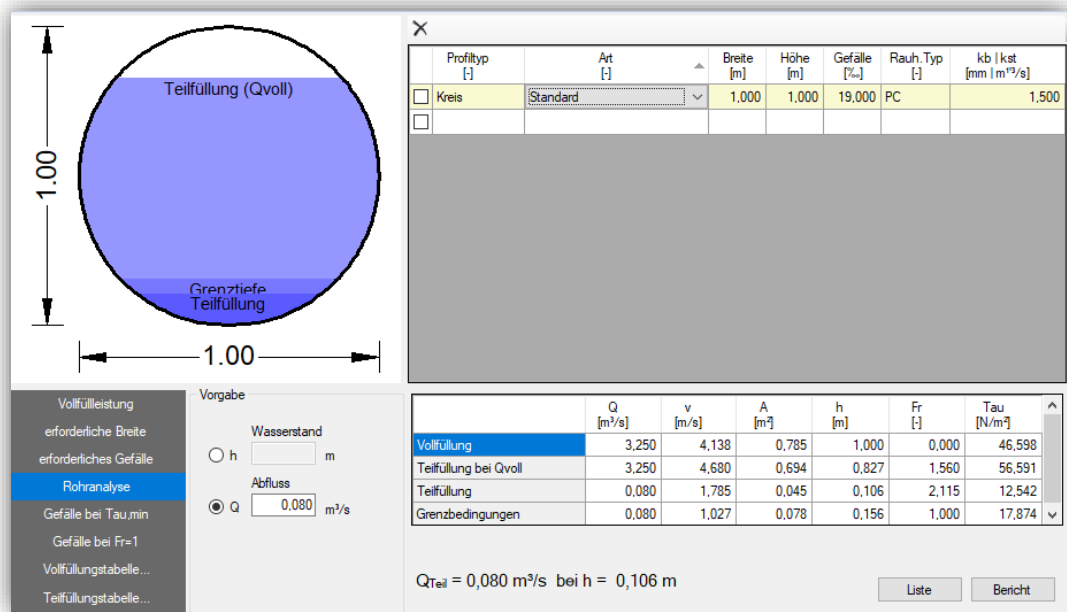 Teilfüllung (Qvoll)
Grenztiefe
Teilfüllung
1.00
1.00
Profiltyp Art Breite Höhe Gefälle Rauh.Typ kb | kst
[-] [-] [m] [m] [‰] [-] [mm | m¹³/s]
Kreis Standard 1,000 1,000 19,000 PC 1,500
Vollfülleistung
erforderliche Breite
erforderliches Gefälle
Rohranalyse
Gefälle bei Tau,min
Gefälle bei Fr=1
Vollfüllungstabelle...
Teilfüllungstabelle...
Vorgabe
Wasserstand
h m
Abfluss
Q 0,080 m³/s
Q v A h Fr Tau
[m³/s] [m/s] [m²] [m] [-] [N/m²]
Vollfüllung 3,250 4,138 0,785 1,000 0,000 46,598
Teilfüllung bei Qvoll 3,250 4,680 0,694 0,827 1,560 56,591
Teilfüllung 0,080 1,785 0,045 0,106 2,115 12,542
Grenzbedingungen 0,080 1,027 0,078 0,156 1,000 17,874
QTeil = 0,080 m³/s bei h = 0,106 m
Liste Bericht